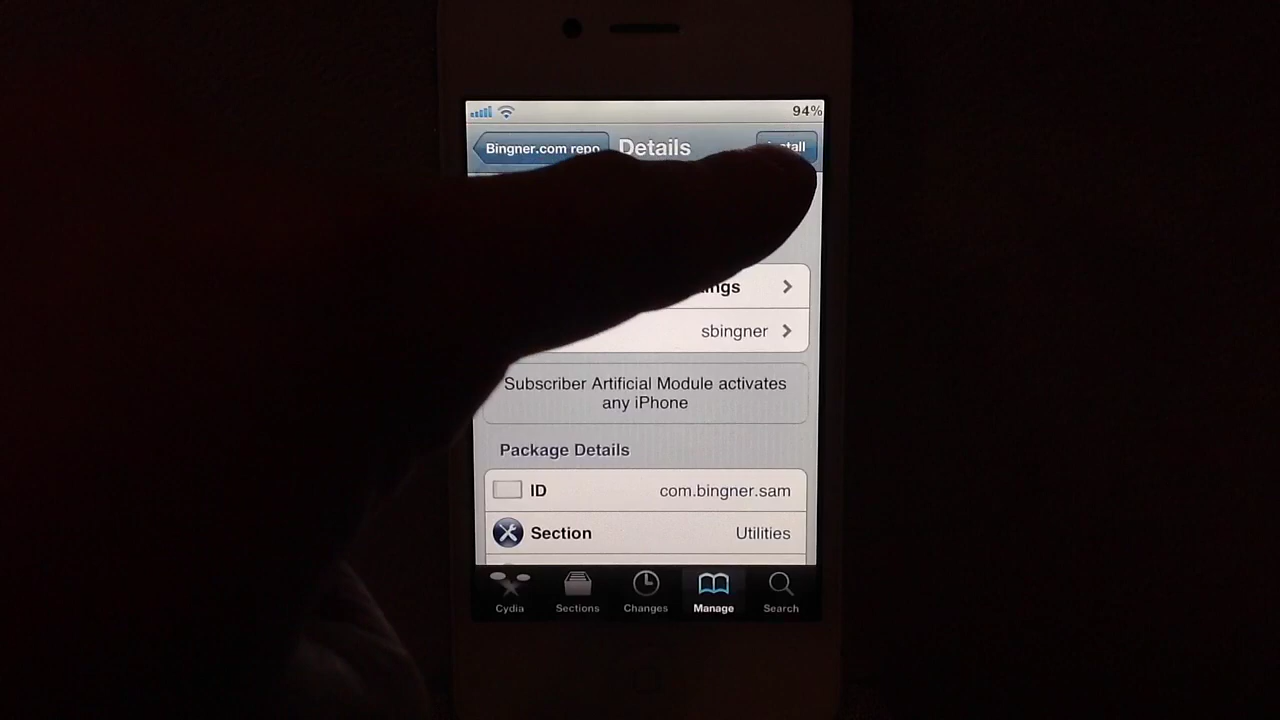 94%
Bingner.com repo Details
sbingner
Subscriber Artificial Module activates
any iPhone
Package Details
ID com.bingner.sam
Section Utilities
Cydia Sections Changes Manage Search